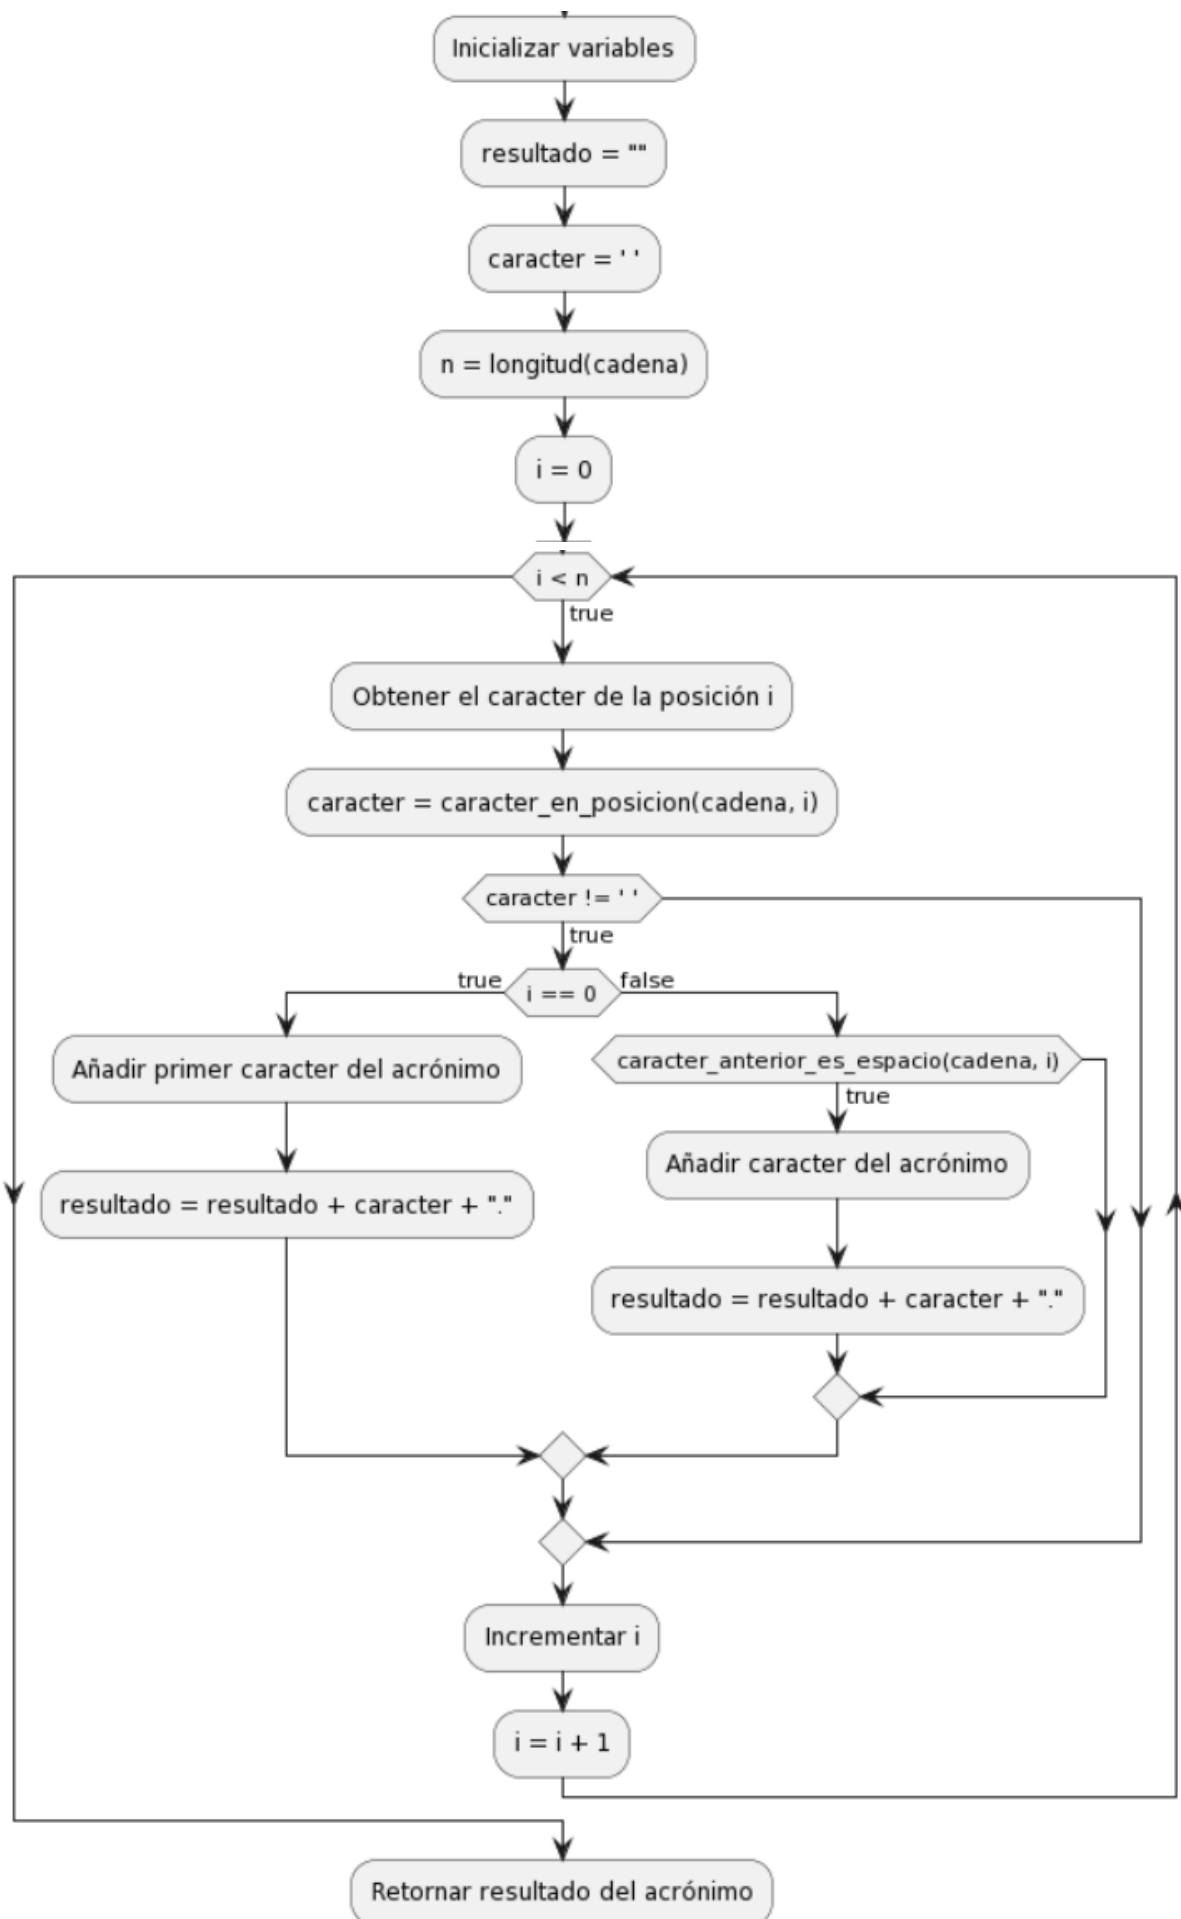 Inicializar variables
resultado = ""
caracter = ' '
n = longitud(cadena)
i = 0
i < n
true
Obtener el caracter de la posición i
caracter = caracter_en_posicion(cadena, i)
caracter != ' '
true
true
i == 0
false
Añadir primer caracter del acrónimo
resultado = resultado + caracter + "."
caracter_anterior_es_espacio(cadena, i)
true
Añadir caracter del acrónimo
resultado = resultado + caracter + "."
Incrementar i
i = i + 1
Retornar resultado del acrónimo